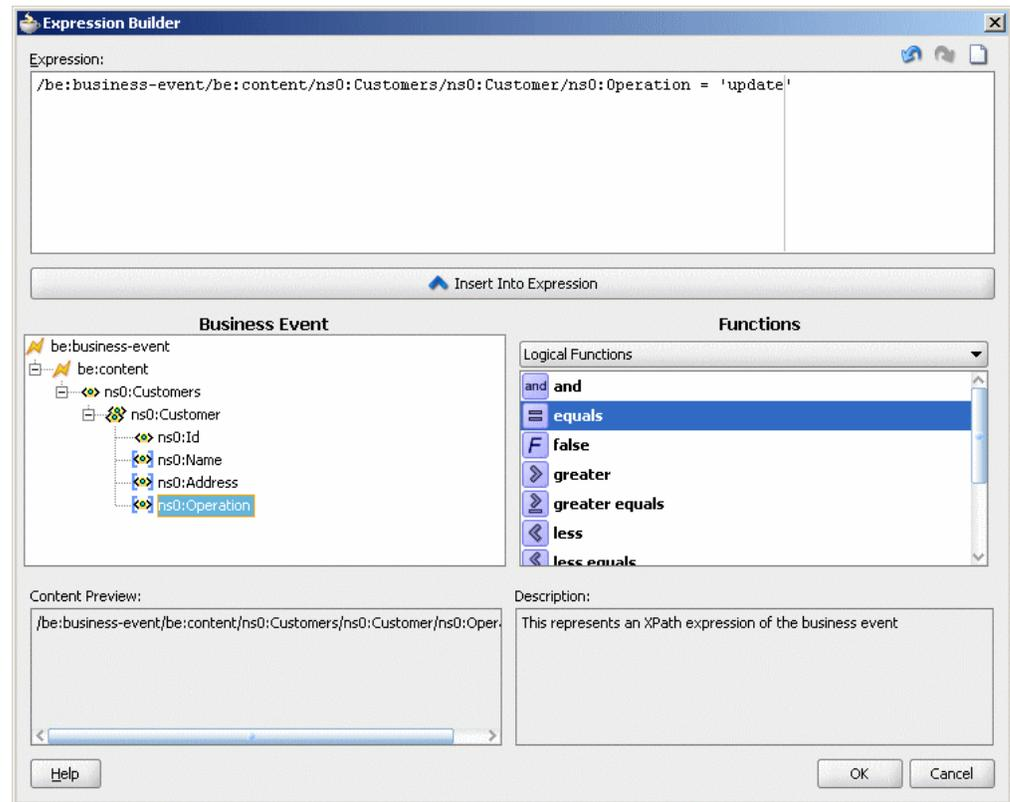 Expression Builder
Expression:
/be:business-event/be:content/ns0:Customers/ns0:Customer/ns0:Operation = 'update'
Insert Into Expression
Business Event
be:business-event
be:content
ns0:Customers
ns0:Customer
ns0:Id
ns0:Name
ns0:Address
ns0:Operation
Functions
Logical Functions
and and
= equals
F false
greater
greater equals
less
less equals
Content Preview:
/be:business-event/be:content/ns0:Customers/ns0:Customer/ns0:Oper
Description:
This represents an XPath expression of the business event
Help
OK
Cancel